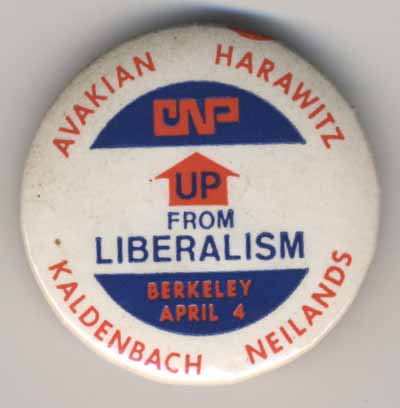 AVAKIAN HARAWITZ
CNP
UP
FROM
LIBERALISM
BERKELEY
APRIL 4
KALDENBACH NEILANDS